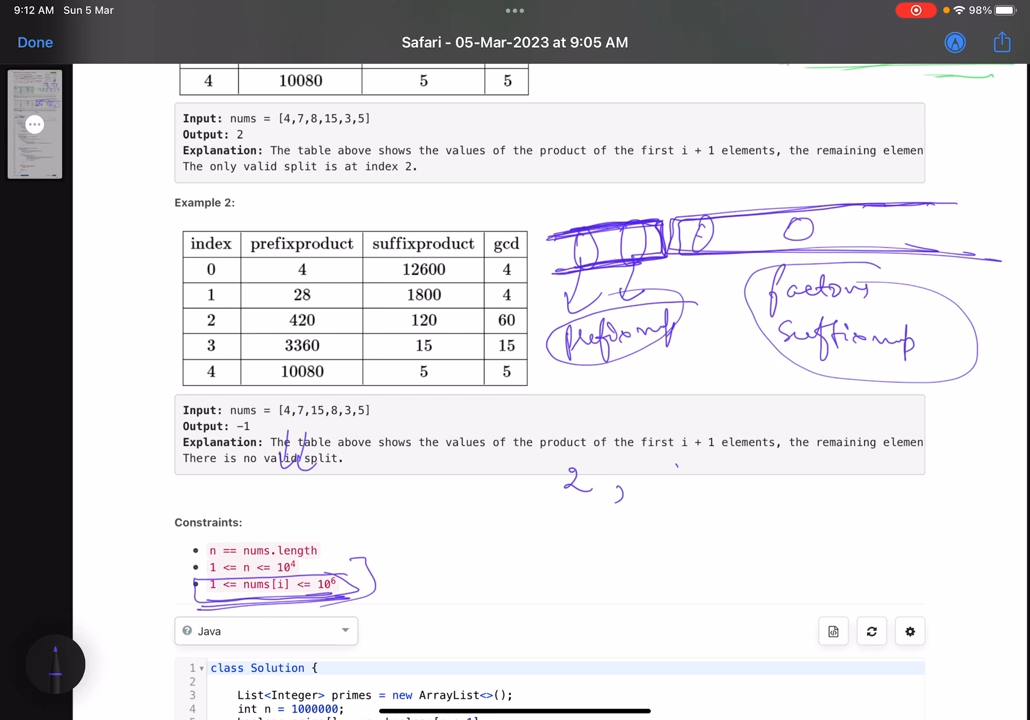 9:12 AM Sun 5 Mar
98%
Done
Safari - 05-Mar-2023 at 9:05 AM
4 10080 5 5
Input: nums = [4,7,8,15,3,5]
Output: 2
Explanation: The table above shows the values of the product of the first i + 1 elements, the remaining elemen
The only valid split is at index 2.
Example 2:
index prefixproduct suffixproduct gcd
0 4 12600 4
1 28 1800 4
2 420 120 60
3 3360 15 15
4 10080 5 5
factors
prefixmp
suffixmp
Input: nums = [4,7,15,8,3,5]
Output: -1
Explanation: The table above shows the values of the product of the first i + 1 elements, the remaining elemen
There is no valid split.
2 ,
Constraints:
• n == nums.length
• 1 <= n <= 10⁴
• 1 <= nums[i] <= 10⁶
Java
1 class Solution {
2
3 List<Integer> primes = new ArrayList<>();
4 int n = 1000000;